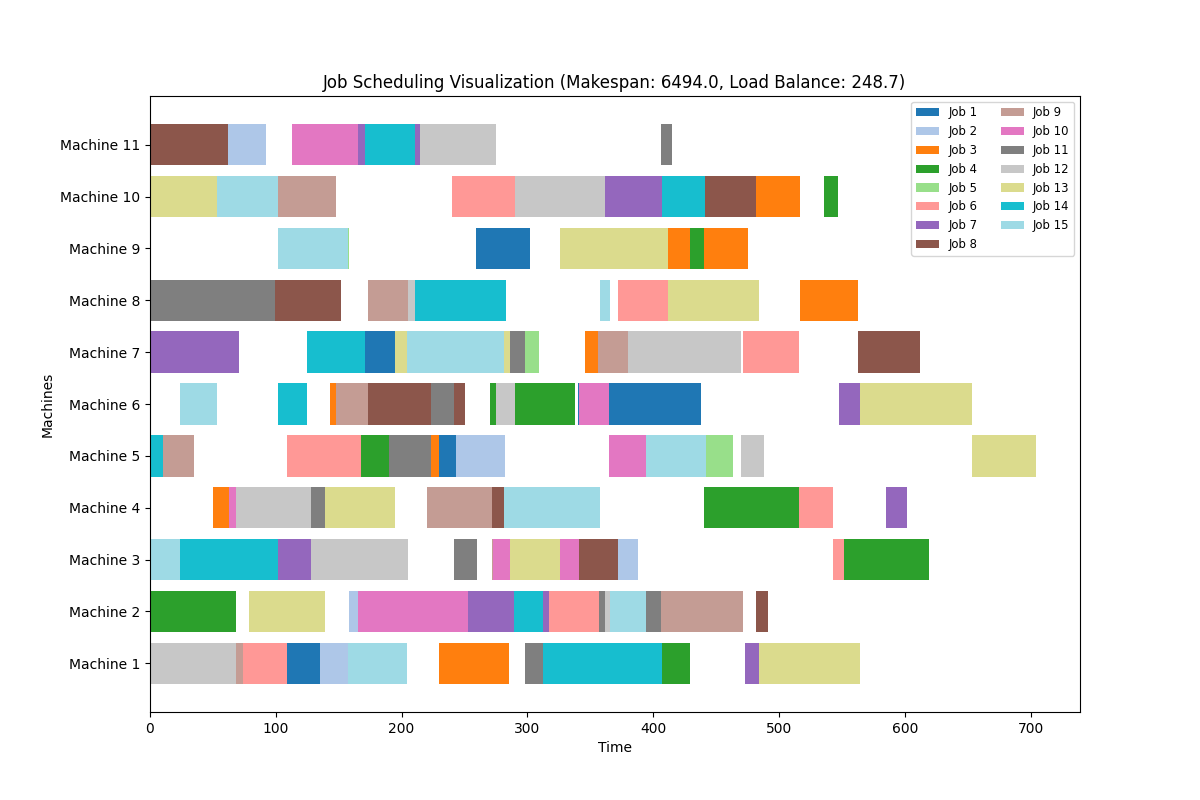 Job Scheduling Visualization (Makespan: 6494.0, Load Balance: 248.7)
Job 1
Job 2
Job 3
Job 4
Job 5
Job 6
Job 7
Job 8
Job 9
Job 10
Job 11
Job 12
Job 13
Job 14
Job 15
Machines
Machine 11
Machine 10
Machine 9
Machine 8
Machine 7
Machine 6
Machine 5
Machine 4
Machine 3
Machine 2
Machine 1
0 100 200 300 400 500 600 700
Time